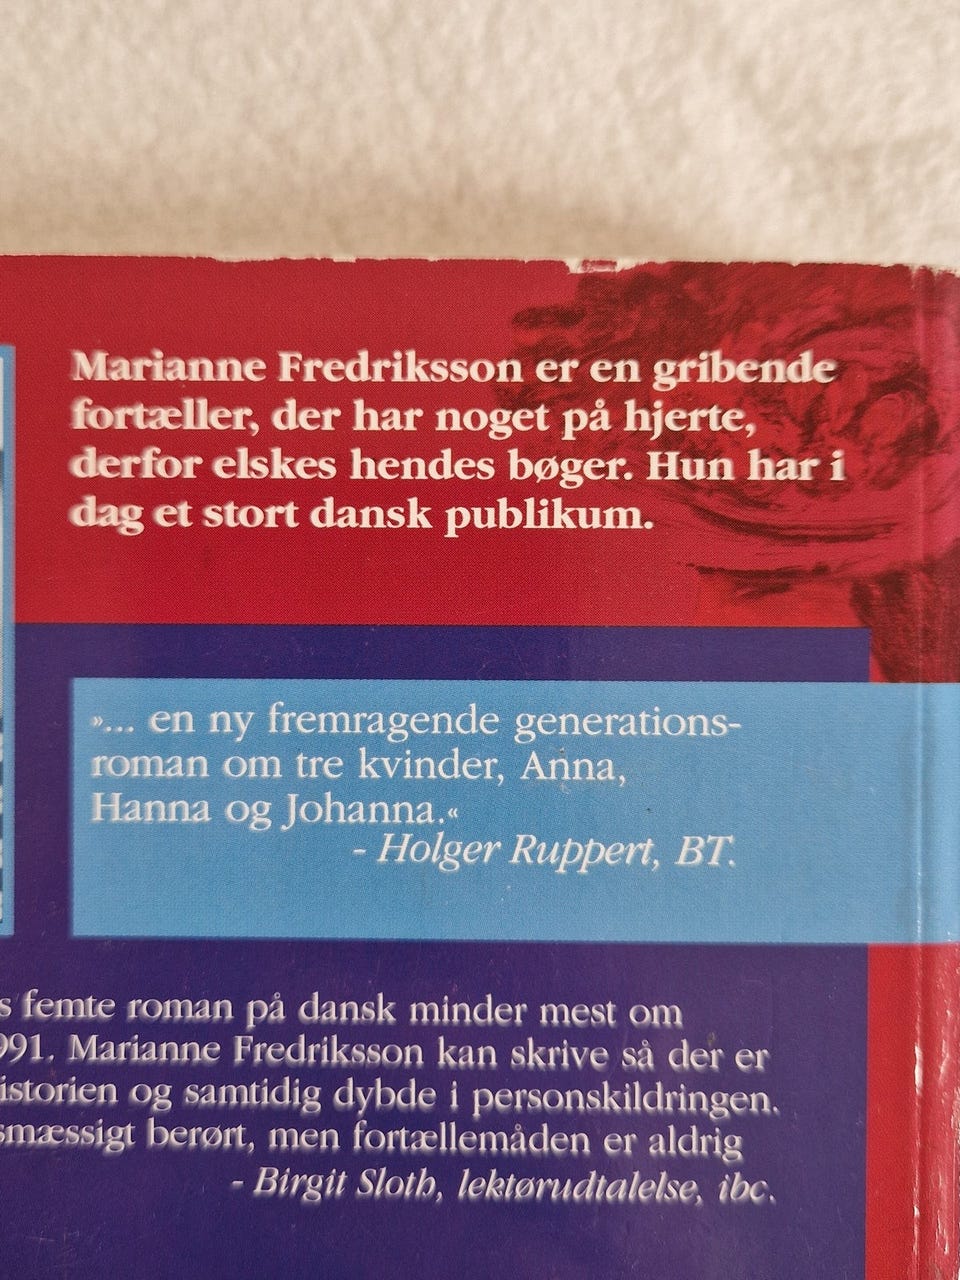 Marianne Fredriksson er en gribende
fortæller, der har noget på hjerte,
derfor elskes hendes bøger. Hun har i
dag et stort dansk publikum.
»... en ny fremragende generations-
roman om tre kvinder, Anna,
Hanna og Johanna.«
- Holger Ruppert, BT.
femte roman på dansk minder mest om
Marianne Fredriksson kan skrive så der er
og samtidig dybde i personskildringen.
berørt, men fortællemåden er aldrig
- Birgit Sloth, lektørudtalelse, ibc.